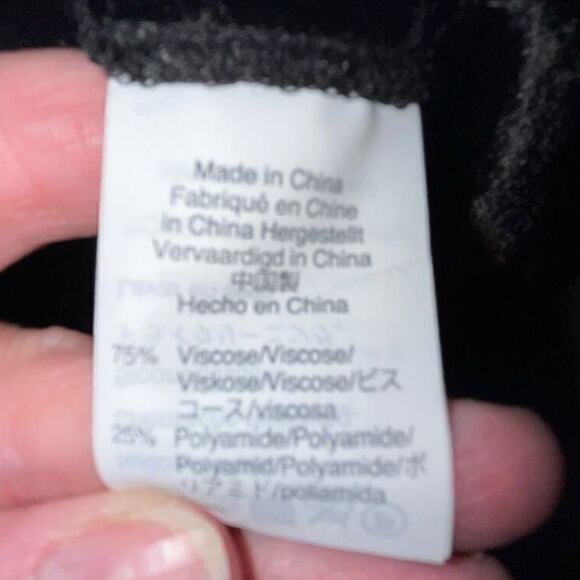 Made in China
Fabriqué en Chine
in China Hergestellt
Vervaardigd in China
中国製
Hecho en China
75% Viscose/Viscose/
Viskose/Viscose/ビス
コース/viscosa
25% Polyamide/Polyamide/
Polyamid/Polyamide/ポ
リアミド/poliamida